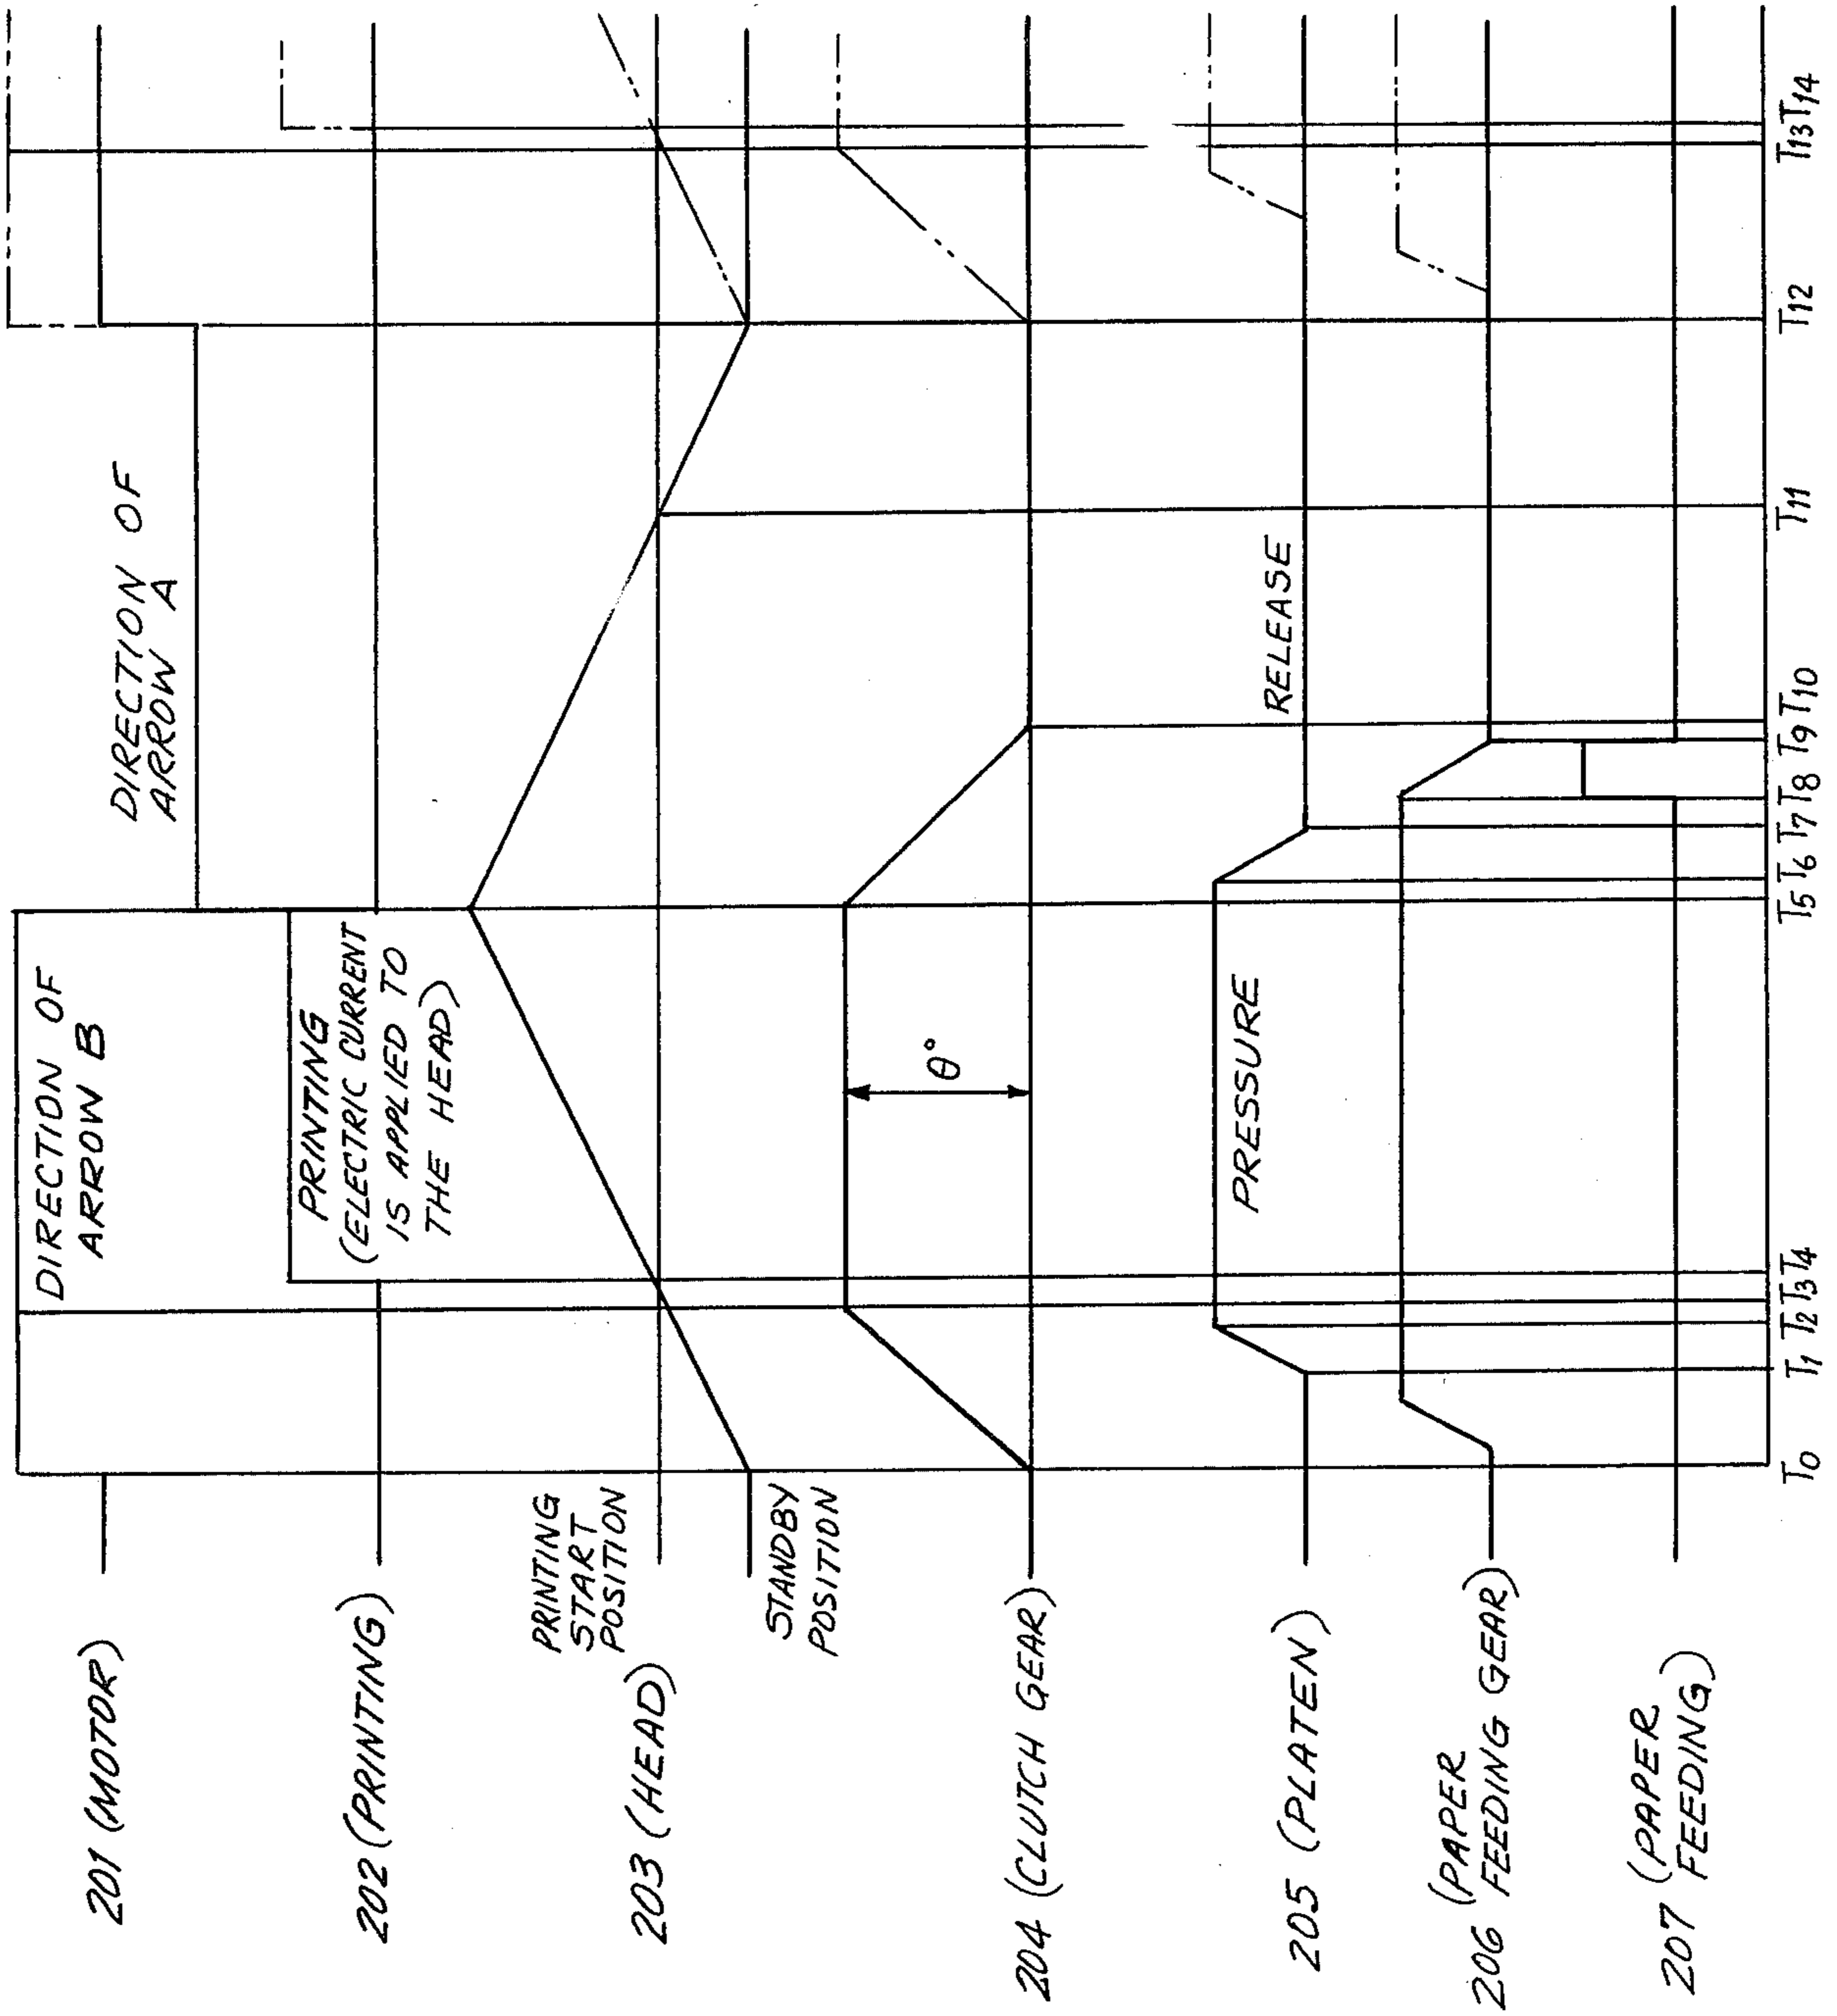 201 (MOTOR)
DIRECTION OF
ARROW B
DIRECTION OF
ARROW A
202 (PRINTING)
PRINTING
(ELECTRIC CURRENT
IS APPLIED TO
THE HEAD)
PRINTING
START
POSITION
203 (HEAD)
STANDBY
POSITION
204 (CLUTCH GEAR)
θ°
205 (PLATEN)
PRESSURE
RELEASE
206 (PAPER
FEEDING GEAR)
207 (PAPER
FEEDING)
T0 T1 T2 T3 T4 T5 T6 T7 T8 T9 T10 T11 T12 T13 T14